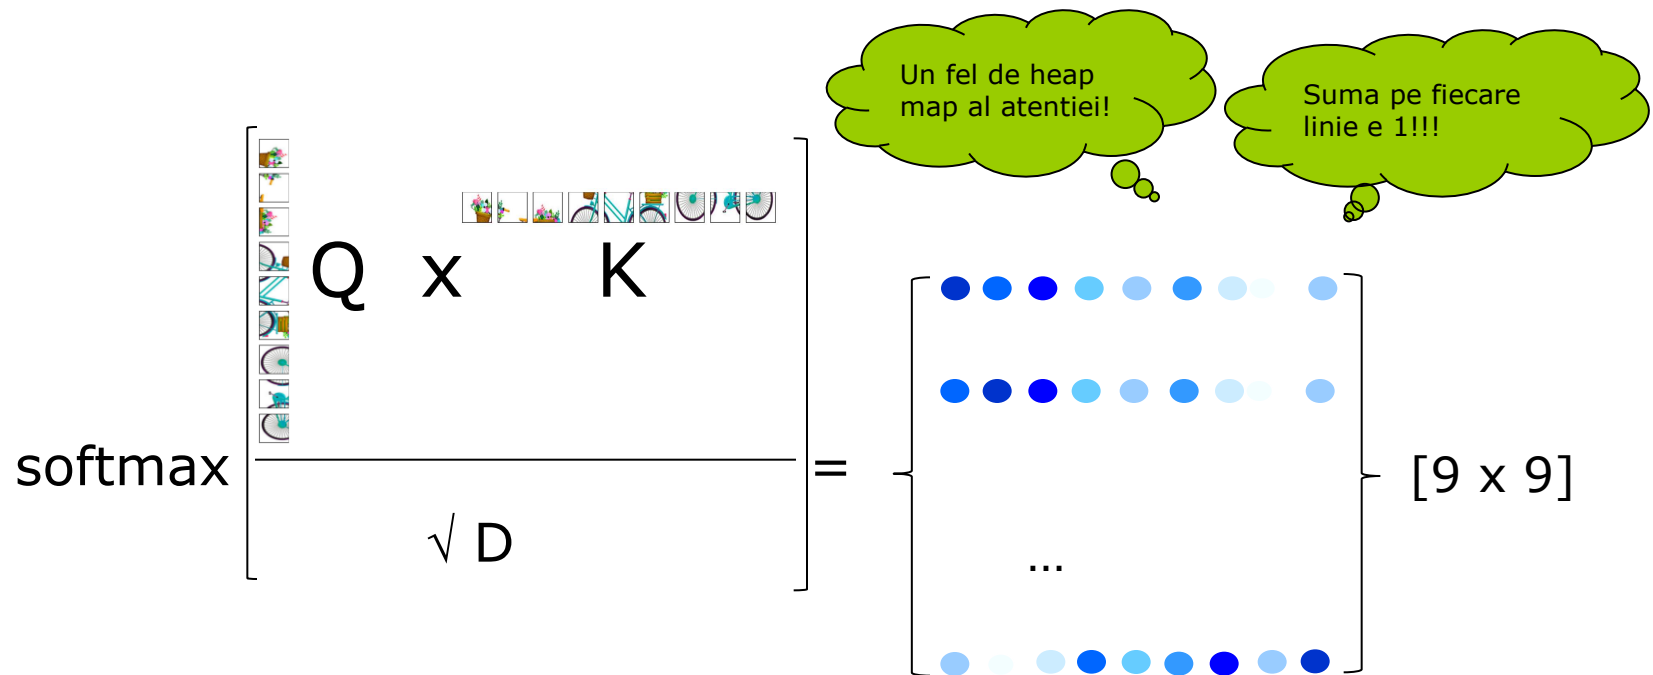 Un fel de heap
map al atentiei!
Suma pe fiecare
linie e 1!!!
Q x K
softmax
√ D
=
...
[9 x 9]